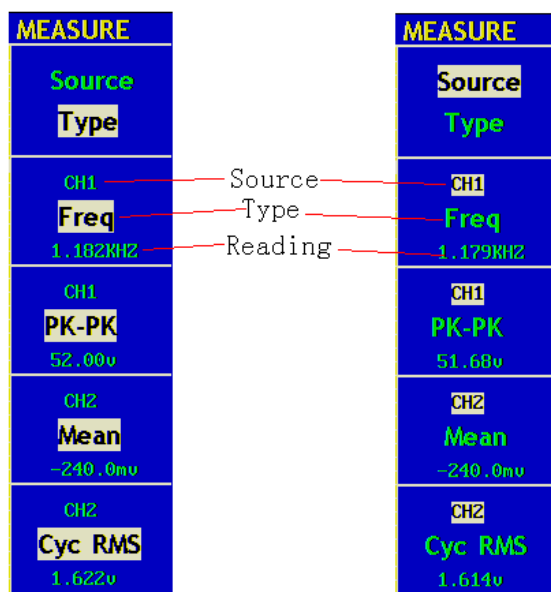 MEASURE
Source
Type
CH1
Freq
1.182KHZ
CH1
PK-PK
52.00v
CH2
Mean
-240.0mv
CH2
Cyc RMS
1.622v
Source
Type
Reading
MEASURE
Source
Type
CH1
Freq
1.179KHZ
CH1
PK-PK
51.68v
CH2
Mean
-240.0mv
CH2
Cyc RMS
1.614v